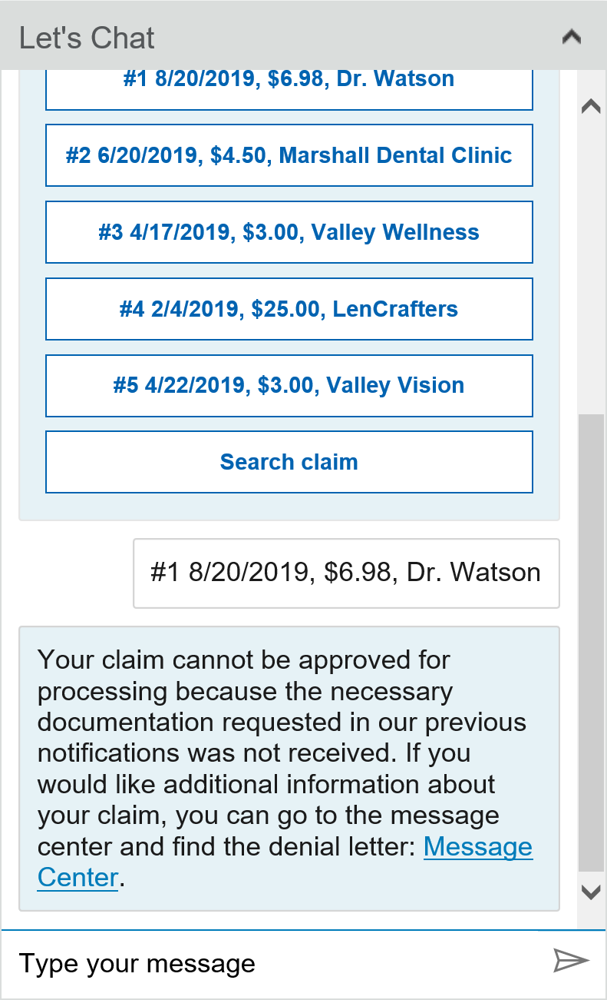 Let's Chat
#1 8/20/2019, $6.98, Dr. Watson
#2 6/20/2019, $4.50, Marshall Dental Clinic
#3 4/17/2019, $3.00, Valley Wellness
#4 2/4/2019, $25.00, LenCrafters
#5 4/22/2019, $3.00, Valley Vision
Search claim
#1 8/20/2019, $6.98, Dr. Watson
Your claim cannot be approved for
processing because the necessary
documentation requested in our previous
notifications was not received. If you
would like additional information about
your claim, you can go to the message
center and find the denial letter: Message
Center.
Type your message